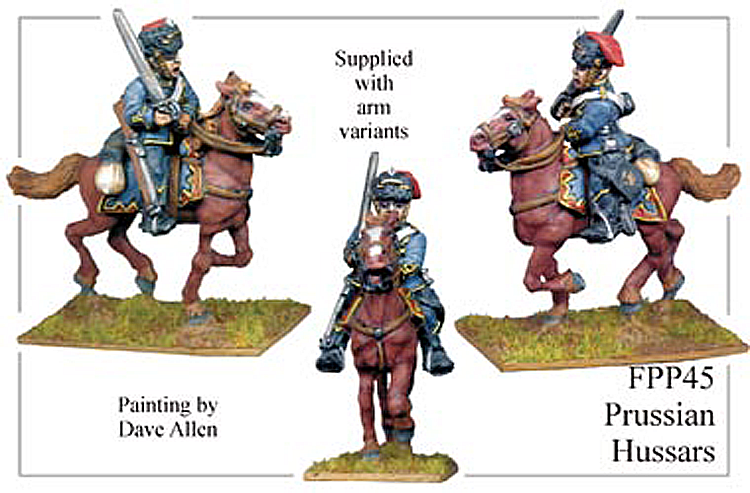 Supplied
with
arm
variants
Painting by
Dave Allen
FPP45
Prussian
Hussars